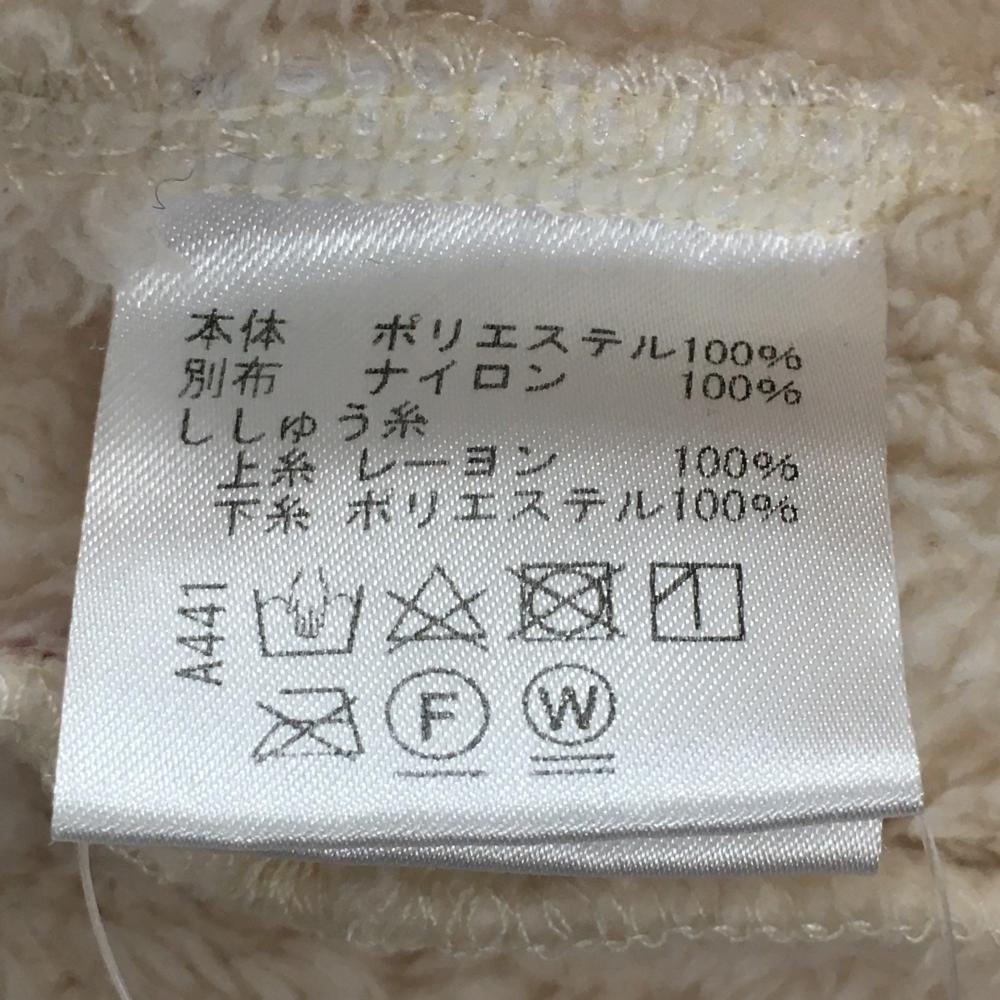 本体 ポリエステル100%
別布 ナイロン 100%
ししゅう糸
上糸 レーヨン 100%
下糸 ポリエステル100%
A441
F W